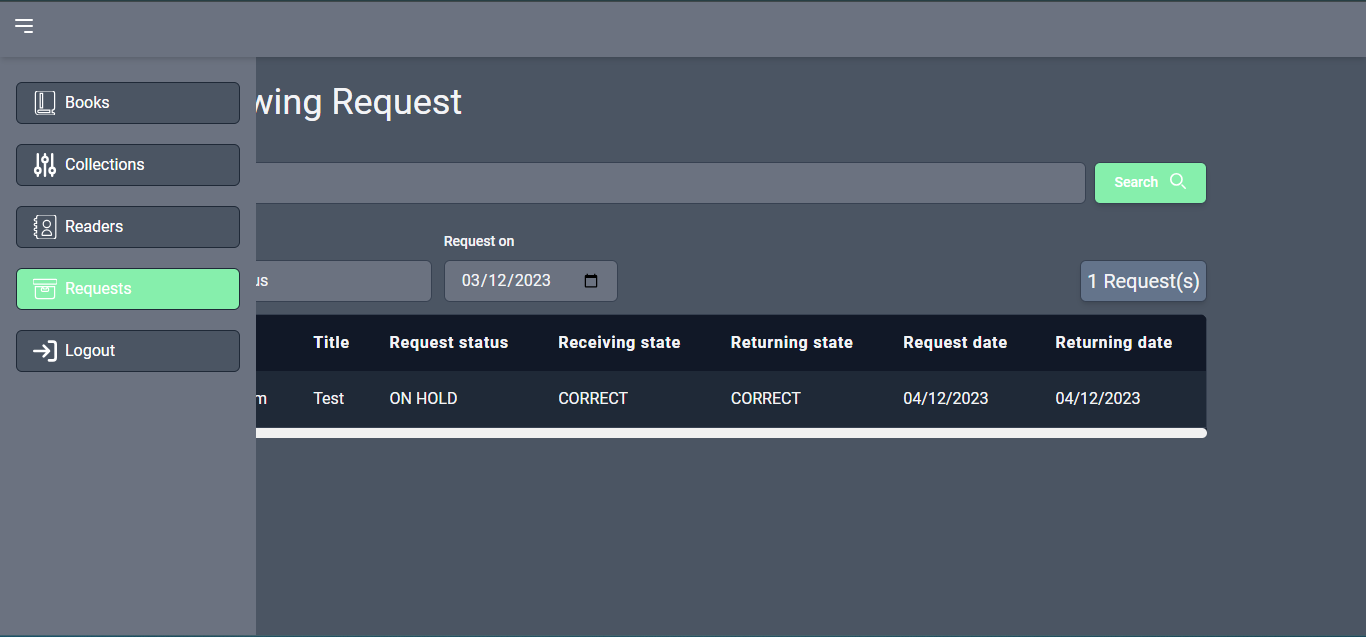 Books
wing Request
Collections
Search
Readers
Request on
us
03/12/2023
1 Request(s)
Requests
Title Request status Receiving state Returning state Request date Returning date
Logout
m Test ON HOLD CORRECT CORRECT 04/12/2023 04/12/2023